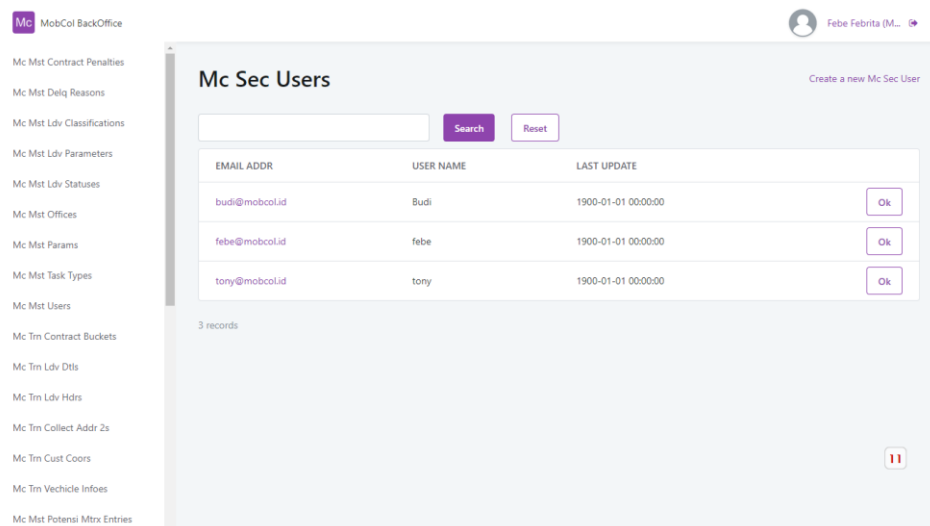 Mc MobCol BackOffice
Febe Febrita (M...
Mc Mst Contract Penalties
Mc Mst Delq Reasons
Mc Mst Ldv Classifications
Mc Mst Ldv Parameters
Mc Mst Ldv Statuses
Mc Mst Offices
Mc Mst Params
Mc Mst Task Types
Mc Mst Users
Mc Trn Contract Buckets
Mc Trn Ldv Dtls
Mc Trn Ldv Hdrs
Mc Trn Collect Addr 2s
Mc Trn Cust Coors
Mc Trn Vechicle Infoes
Mc Mst Potensi Mtrx Entries
Mc Sec Users
Create a new Mc Sec User
Search Reset
EMAIL ADDR USER NAME LAST UPDATE
budi@mobcol.id Budi 1900-01-01 00:00:00 Ok
febe@mobcol.id febe 1900-01-01 00:00:00 Ok
tony@mobcol.id tony 1900-01-01 00:00:00 Ok
3 records